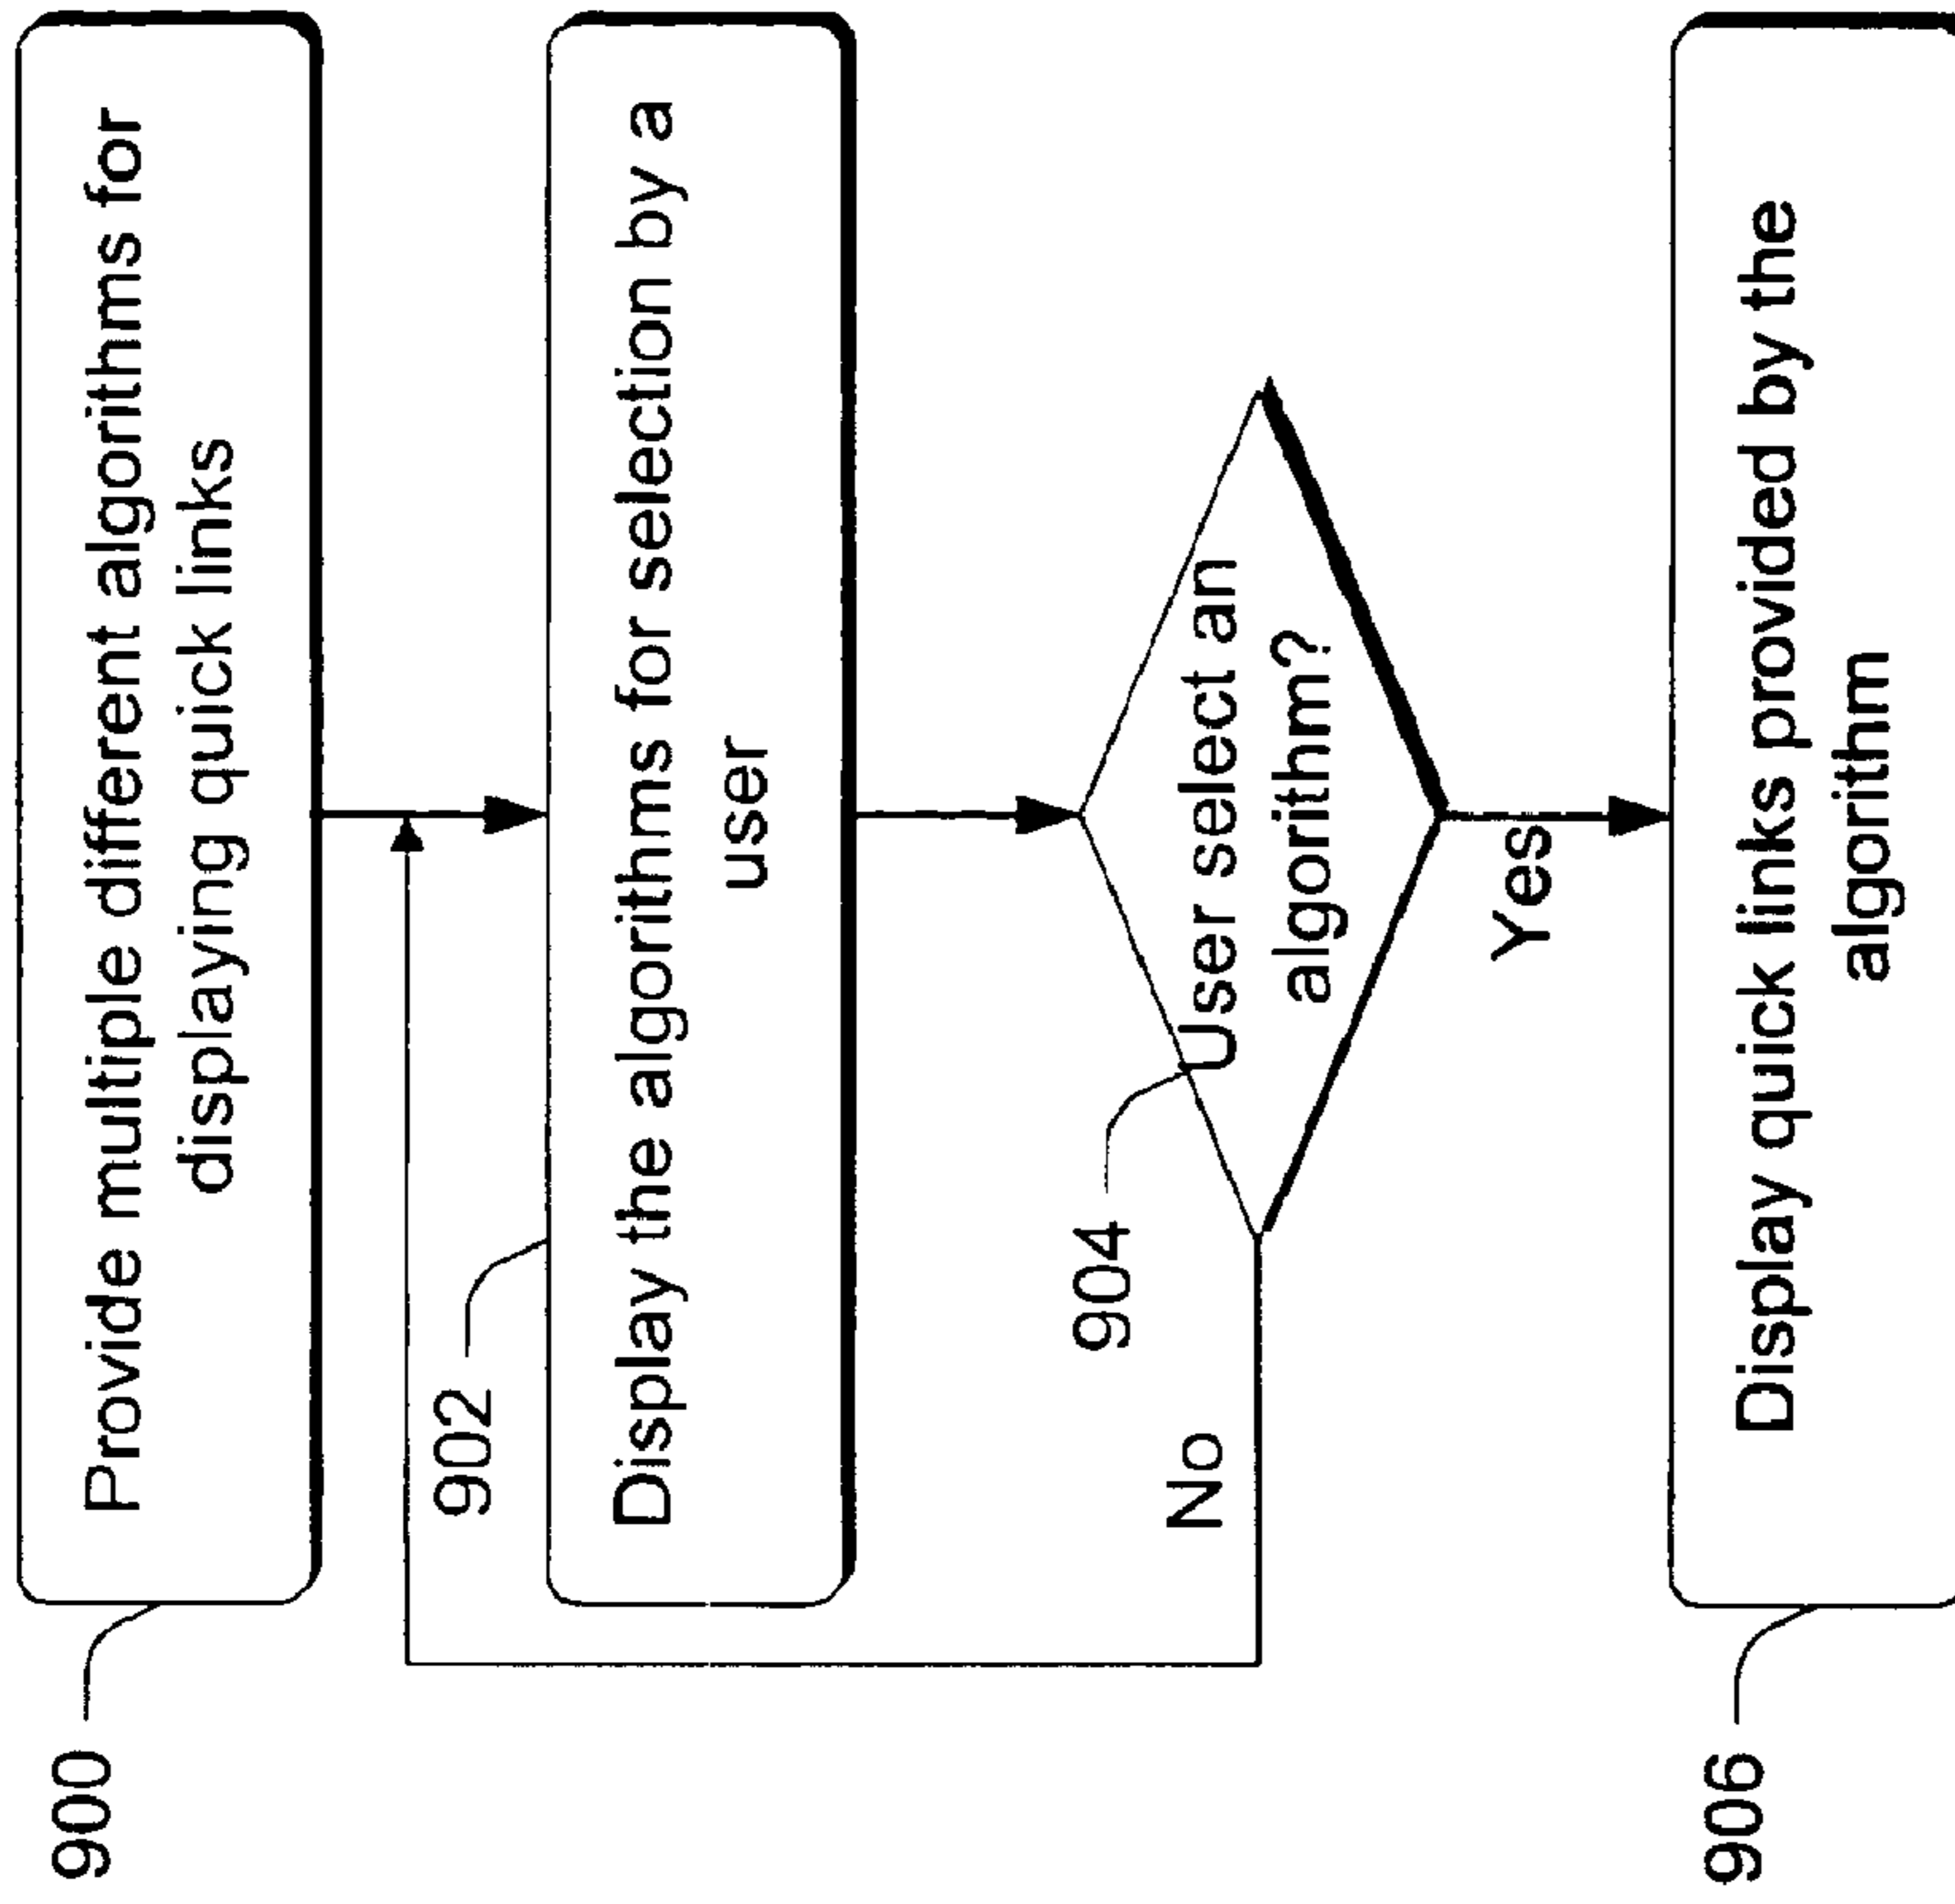 900
Provide multiple different algorithms for
displaying quick links
902
Display the algorithms for selection by a
user
904
User select an
algorithm?
No
Yes
906
Display quick links provided by the
algorithm